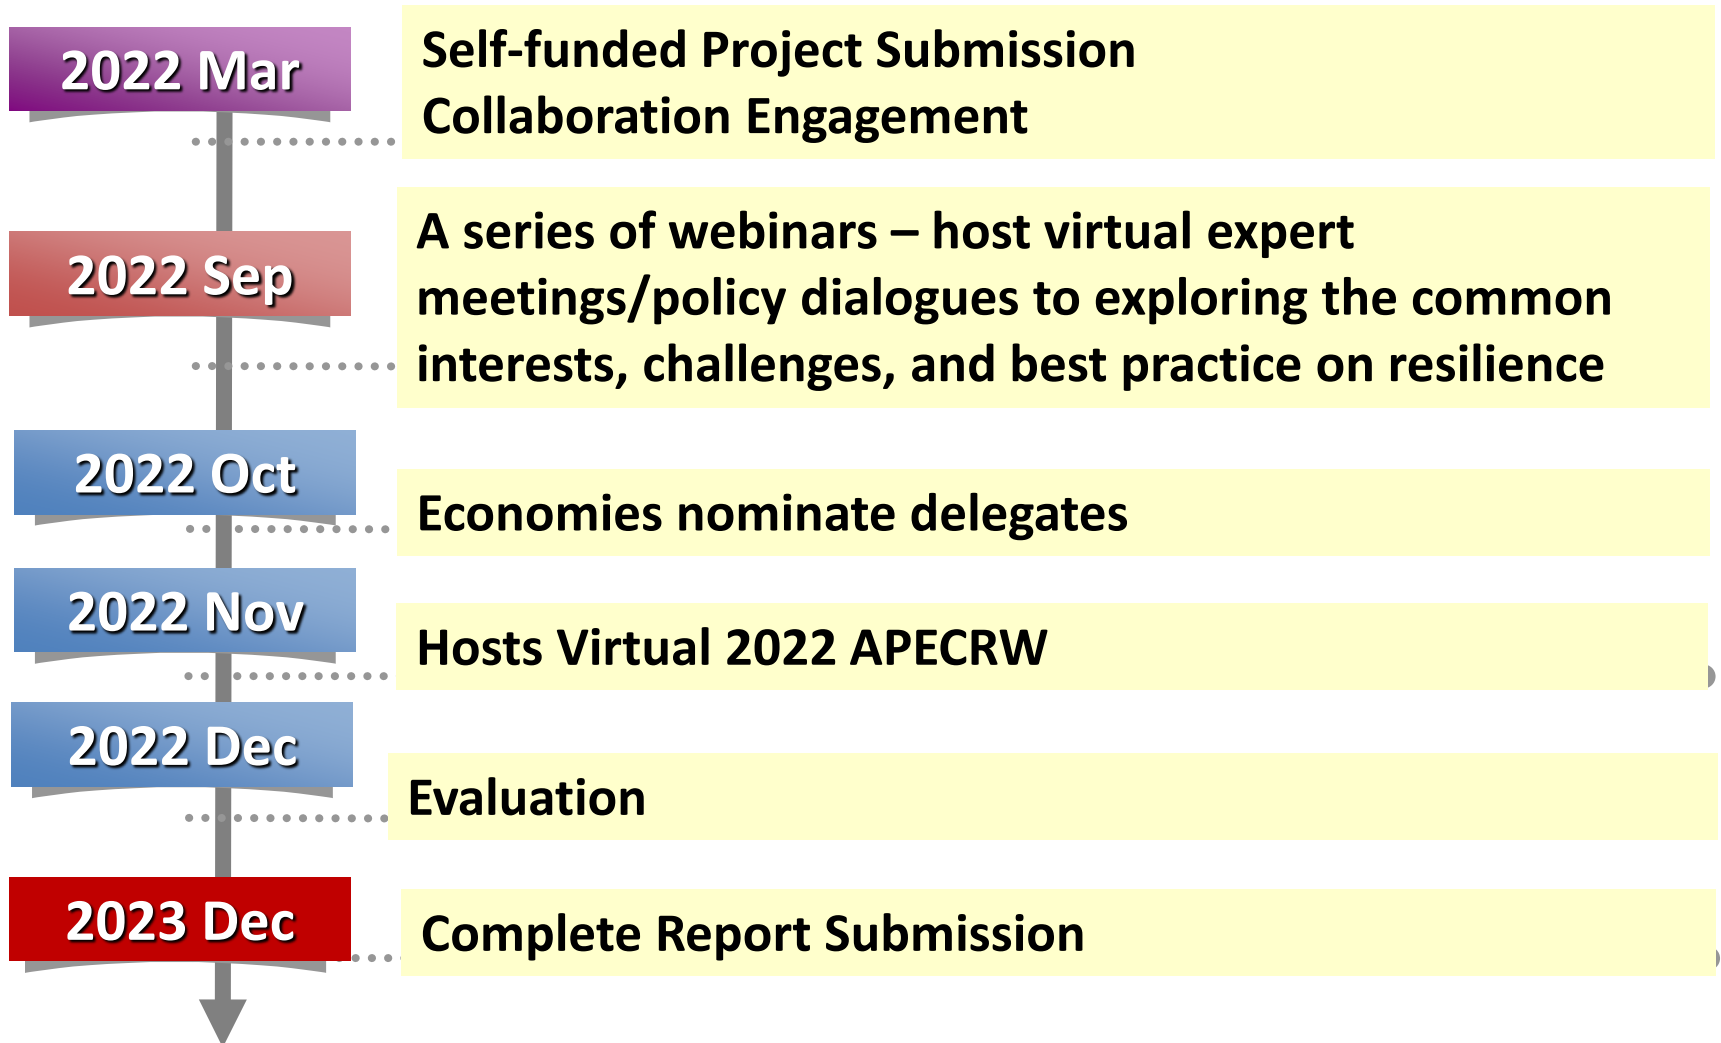 2022 Mar
Self-funded Project Submission
Collaboration Engagement
2022 Sep
A series of webinars – host virtual expert
meetings/policy dialogues to exploring the common
interests, challenges, and best practice on resilience
2022 Oct
Economies nominate delegates
2022 Nov
Hosts Virtual 2022 APECRW
2022 Dec
Evaluation
2023 Dec
Complete Report Submission